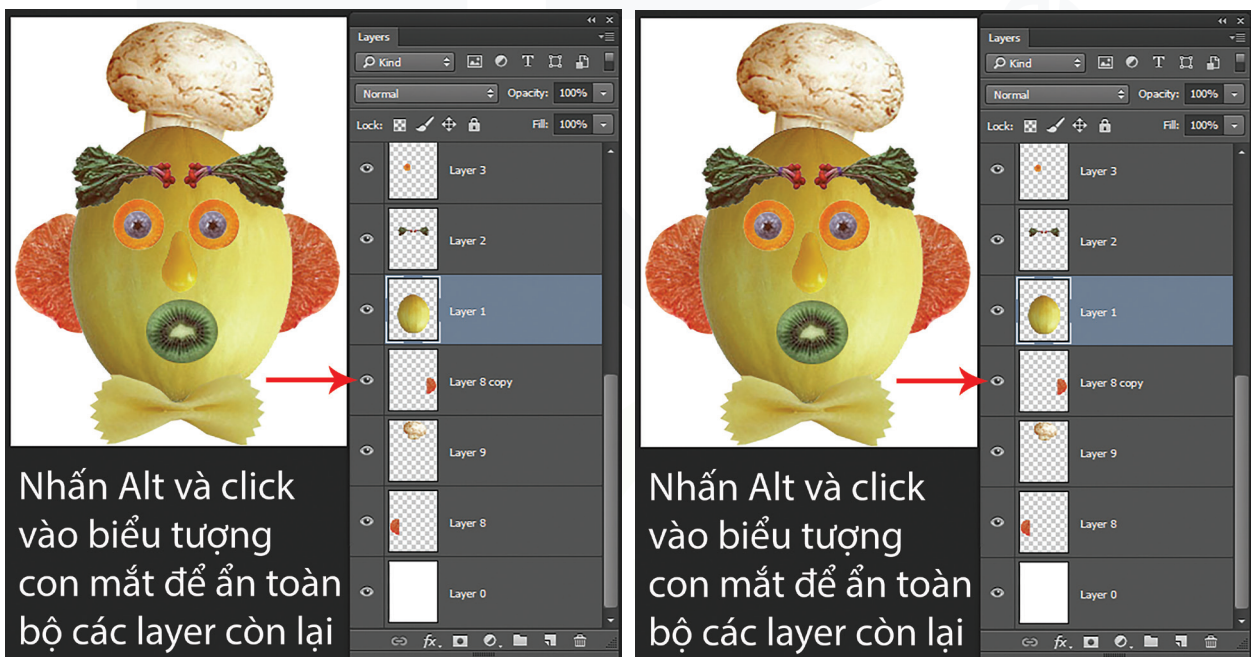 Layers
Kind
Normal Opacity: 100%
Lock: Fill: 100%
Layer 3
Layer 2
Layer 1
Layer 8 copy
Layer 9
Layer 8
Layer 0
fx
Nhấn Alt và click
vào biểu tượng
con mắt để ẩn toàn
bộ các layer còn lại
Layers
Kind
Normal Opacity: 100%
Lock: Fill: 100%
Layer 3
Layer 2
Layer 1
Layer 8 copy
Layer 9
Layer 8
Layer 0
fx
Nhấn Alt và click
vào biểu tượng
con mắt để ẩn toàn
bộ các layer còn lại